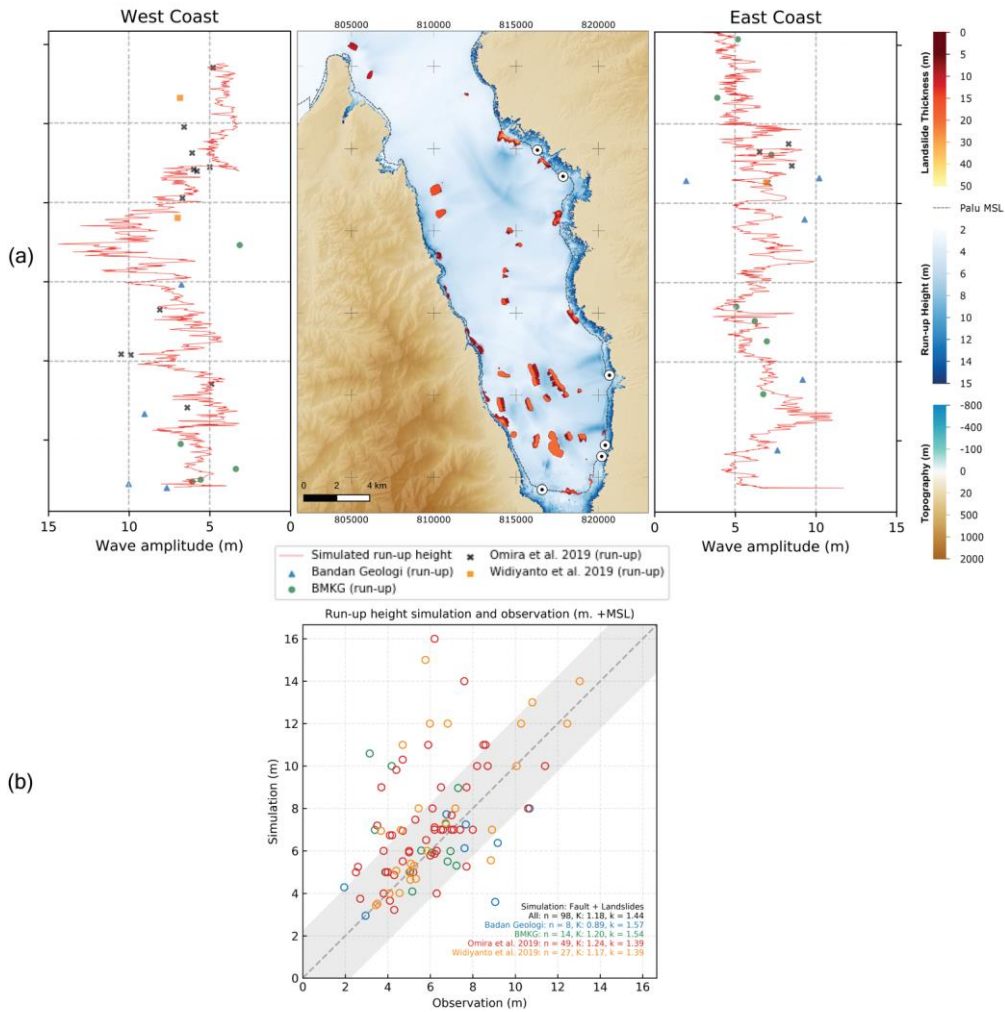 West Coast
805000 810000 815000 820000
East Coast
(a)
15 10 5 0
Wave amplitude (m)
0 2 4 km
805000 810000 815000 820000
5 10 15
Wave amplitude (m)
Landslide Thickness (m)
0
5
10
15
20
25
30
35
40
45
50
Palu MSL
Run-up Height (m)
2
4
6
8
10
11
13
15
Topography (m)
-800
-400
-100
0
20
500
1000
2000
Simulated run-up height
Bandan Geologi (run-up)
BMKG (run-up)
Omira et al. 2019 (run-up)
Widiyanto et al. 2019 (run-up)
(b)
Run-up height simulation and observation (m. +MSL)
Simulation (m)
16
14
12
10
8
6
4
2
0
Simulation: Fault + Landslides
All: n = 98, K: 1.18, k = 1.44
Badan Geologi: n = 8, K: 0.89, k = 1.57
BMKG: n = 14, K: 1.20, k = 1.54
Omira et al. 2019: n = 49, K: 1.24, k = 1.39
Widiyanto et al. 2019: n = 27, K: 1.17, k = 1.39
0 2 4 6 8 10 12 14 16
Observation (m)